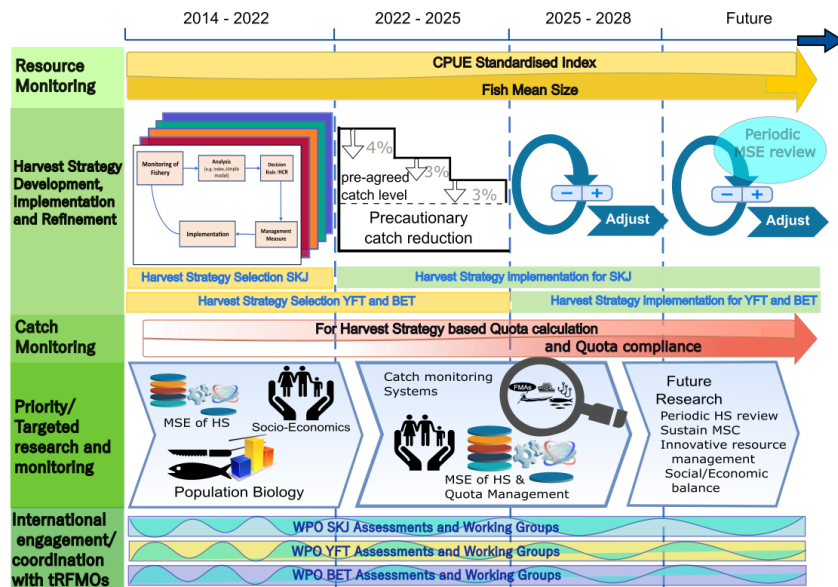 2014 - 2022
2022 - 2025
2025 - 2028
Future
Resource
Monitoring
CPUE Standardised Index
Fish Mean Size
Harvest Strategy
Development,
Implementation
and Refinement
Monitoring of
Fishery
Analysis
(e.g. index,simple
model)
Decision
Rule -HCR
Implementation
Management
Measure
4%
3%
3%
pre-agreed
catch level
Precautionary
catch reduction
− +
Adjust
Periodic
MSE review
− +
Adjust
Harvest Strategy Selection SKJ
Harvest Strategy implementation for SKJ
Harvest Strategy Selection YFT and BET
Harvest Strategy implementation for YFT and BET
Catch
Monitoring
For Harvest Strategy based Quota calculation
and Quota compliance
Priority/
Targeted
research and
monitoring
MSE of HS
Socio-Economics
Population Biology
Catch monitoring
Systems
FMAs
MSE of HS &
Quota Management
Future
Research
Periodic HS review
Sustain MSC
Innovative resource
management
Social/Economic
balance
International
engagement/
coordination
with tRFMOs
WPO SKJ Assessments and Working Groups
WPO YFT Assessments and Working Groups
WPO BET Assessments and Working Groups